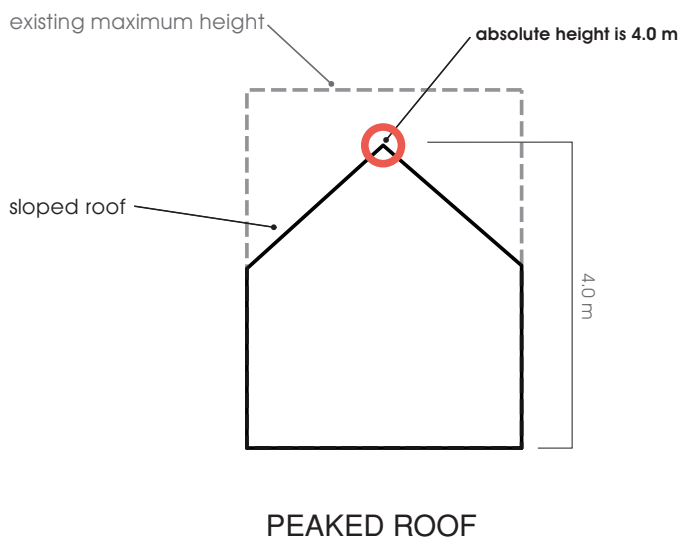 existing maximum height
absolute height is 4.0 m
sloped roof
4.0 m
PEAKED ROOF